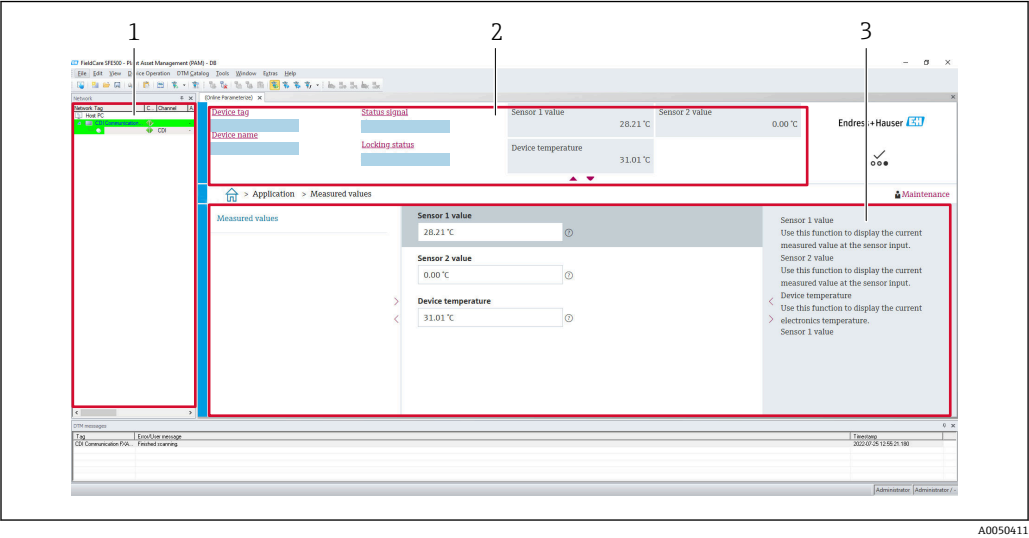 1
2
3
FieldCare SFE500 - Plant Asset Management (PAM) - DB
File Edit View Device Operation DTM Catalog Tools Window Extras Help
Network
(Online Parameterize)
Network Tag C... Channel A
Host PC
CDI Communication
CDI
Device tag
Device name
Status signal
Locking status
Sensor 1 value
28.21 °C
Sensor 2 value
0.00 °C
Device temperature
31.01 °C
Endress+Hauser EH
> Application > Measured values
Maintenance
Measured values
Sensor 1 value
28.21 °C
Sensor 2 value
0.00 °C
Device temperature
31.01 °C
Sensor 1 value
Use this function to display the current
measured value at the sensor input.
Sensor 2 value
Use this function to display the current
measured value at the sensor input.
Device temperature
Use this function to display the current
electronics temperature.
Sensor 1 value
DTM messages
Tag Error/User message Timestamp
CDI Communication FXA... Finished scanning. 2022-07-25 12:55:21.180
Administrator Administrator / -
A0050411